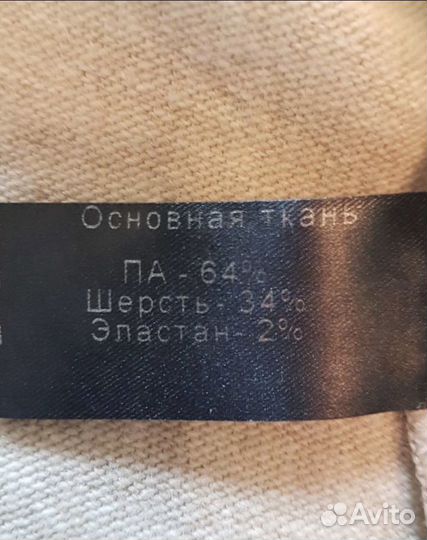 Основная ткань
ПА - 64%
Шерсть- 34%
Эластан- 2%
Avito